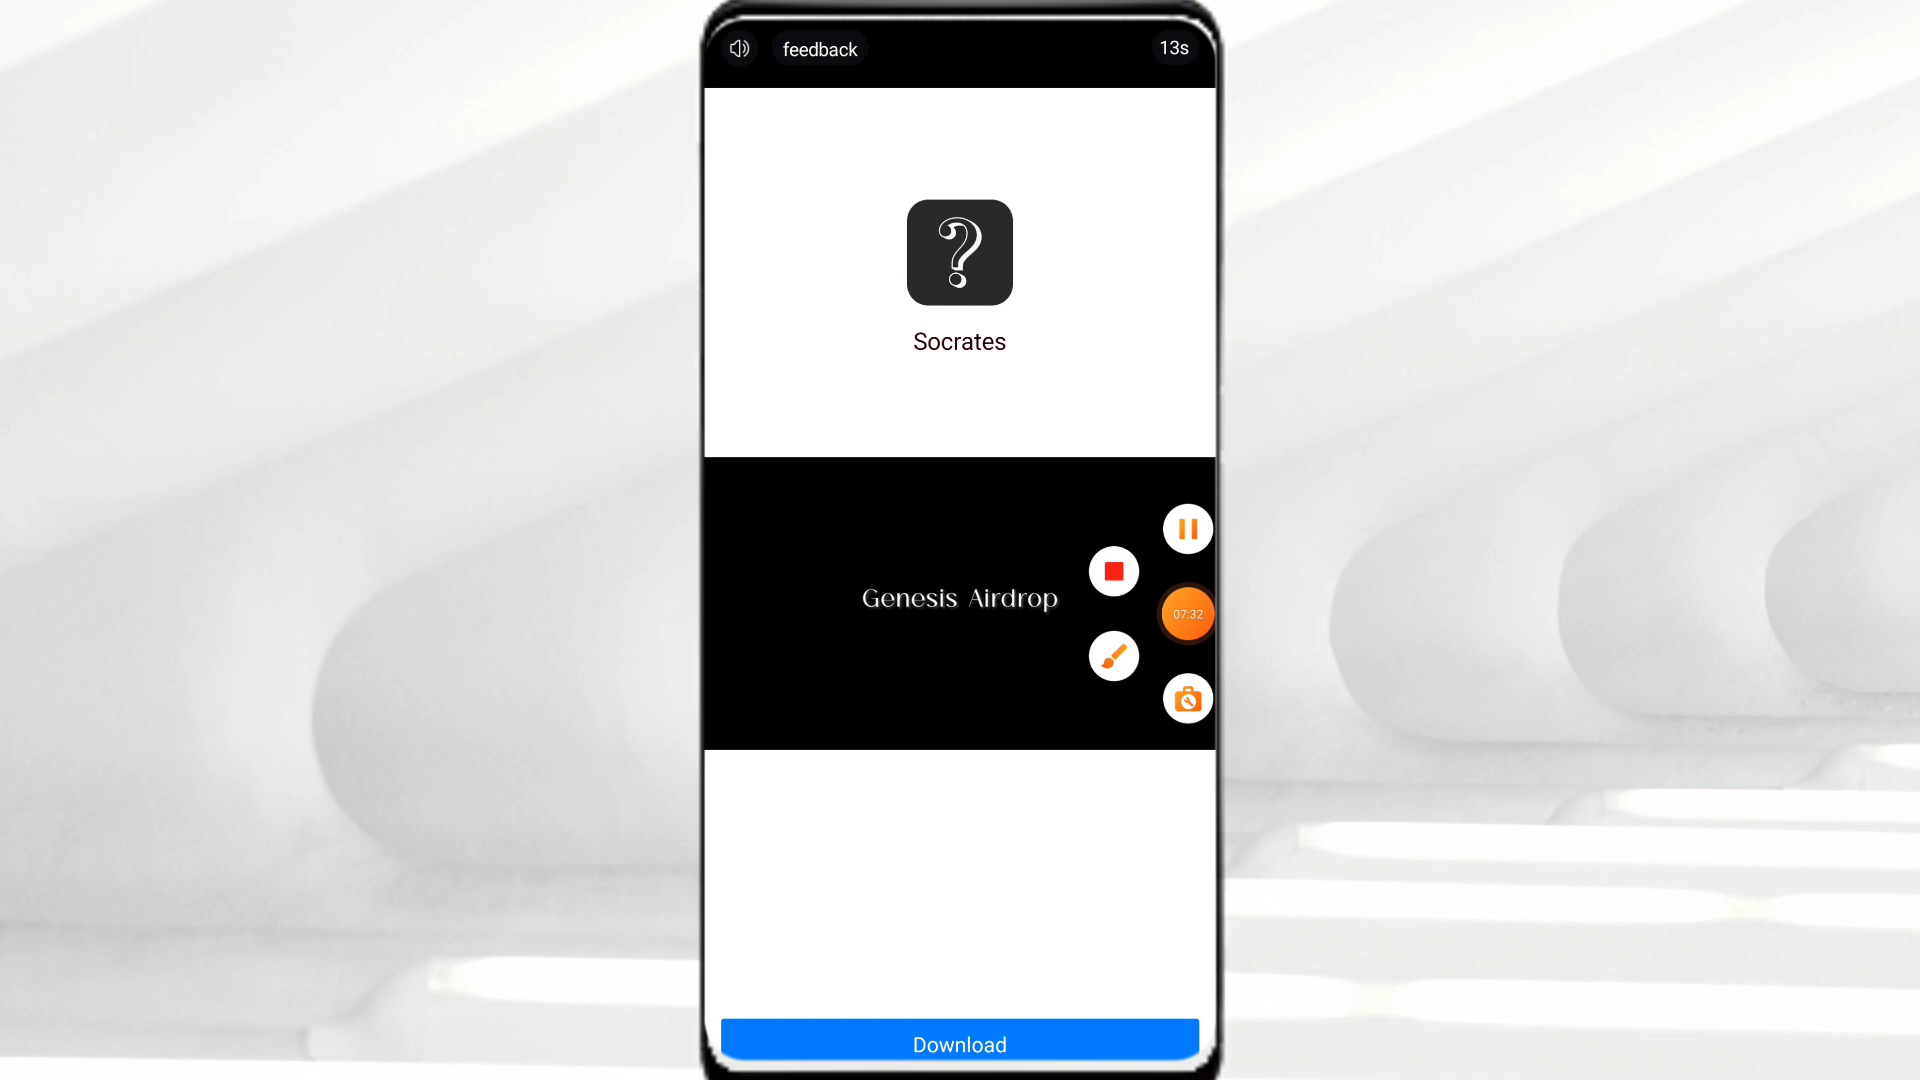 feedback
13s
?
Socrates
Genesis Airdrop
07:32
Download